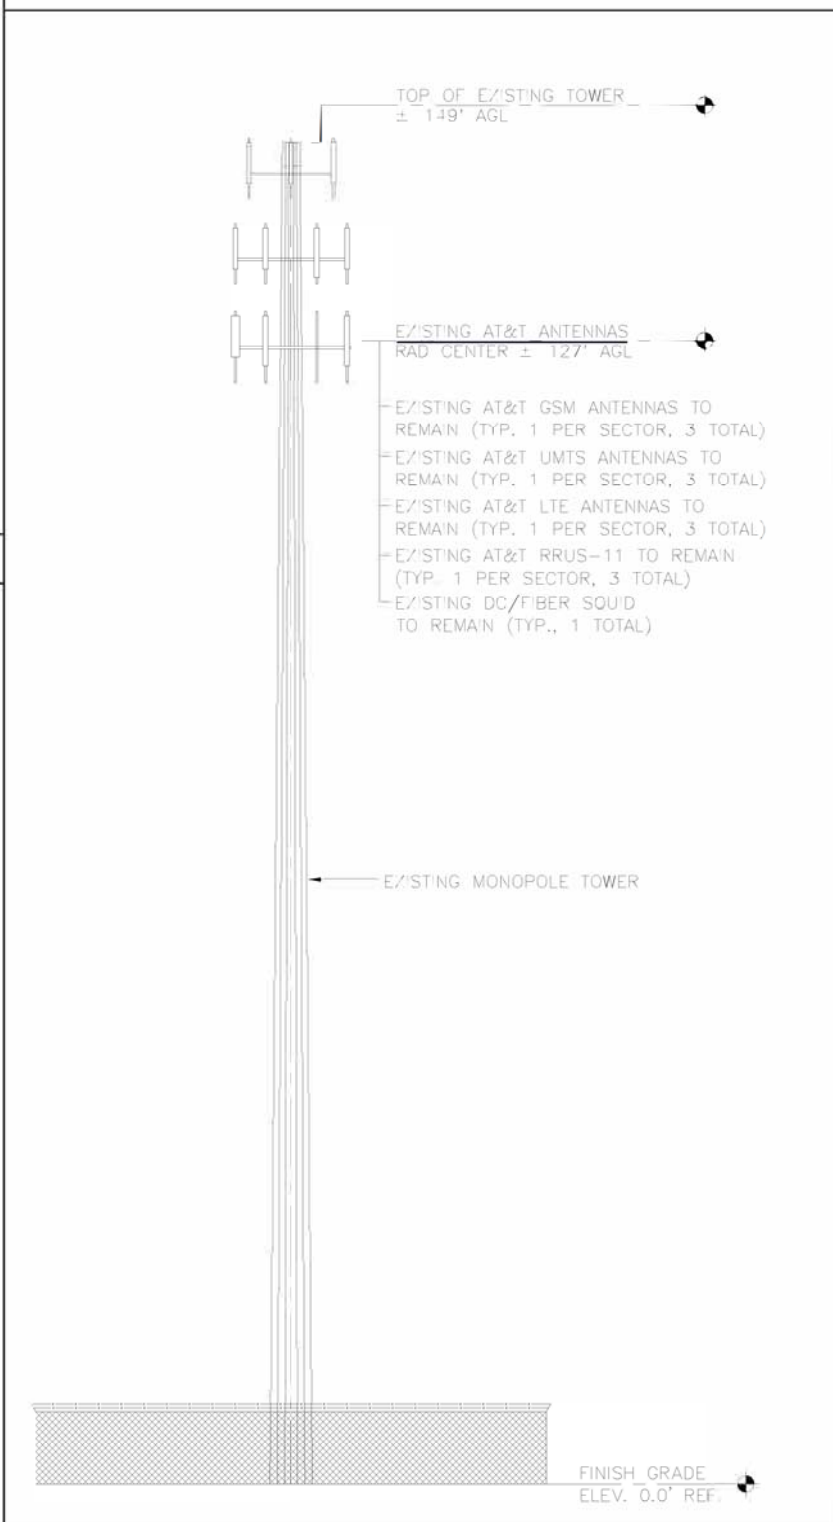 TOP OF EXISTING TOWER
± 149' AGL
EXISTING AT&T ANTENNAS
RAD CENTER ± 127' AGL
EXISTING AT&T GSM ANTENNAS TO
REMAIN (TYP. 1 PER SECTOR, 3 TOTAL)
EXISTING AT&T UMTS ANTENNAS TO
REMAIN (TYP. 1 PER SECTOR, 3 TOTAL)
EXISTING AT&T LTE ANTENNAS TO
REMAIN (TYP. 1 PER SECTOR, 3 TOTAL)
EXISTING AT&T RRUS-11 TO REMAIN
(TYP. 1 PER SECTOR, 3 TOTAL)
EXISTING DC/FIBER SQUID
TO REMAIN (TYP., 1 TOTAL)
EXISTING MONOPOLE TOWER
FINISH GRADE
ELEV. 0.0' REF.